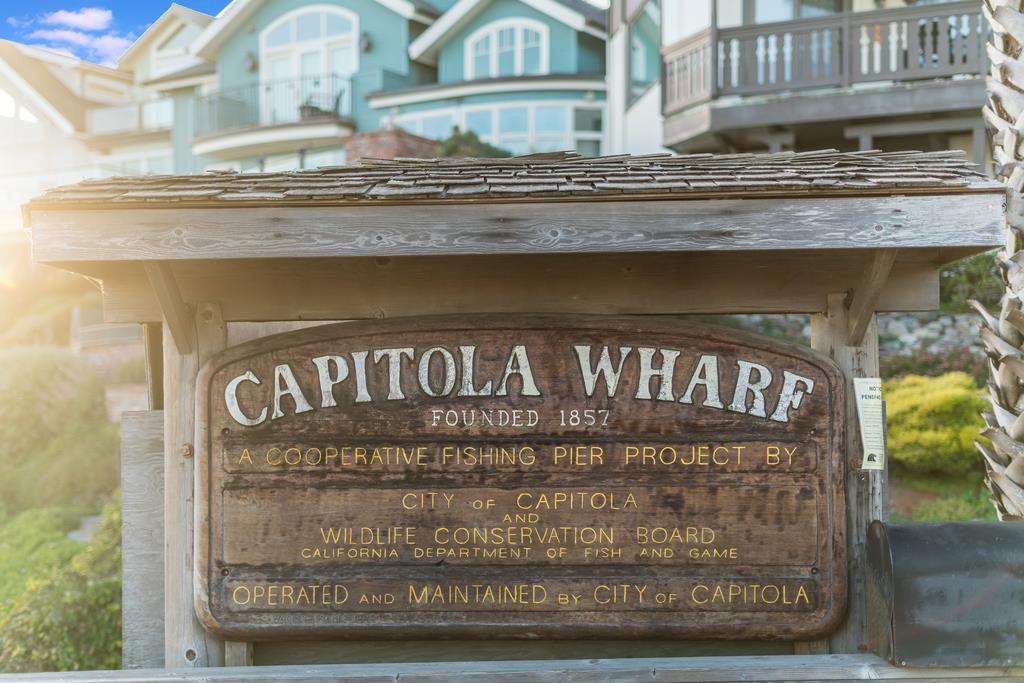 CAPITOLA WHARF
FOUNDED 1857
A COOPERATIVE FISHING PIER PROJECT BY
CITY OF CAPITOLA
AND
WILDLIFE CONSERVATION BOARD
CALIFORNIA DEPARTMENT OF FISH AND GAME
OPERATED AND MAINTAINED BY CITY OF CAPITOLA